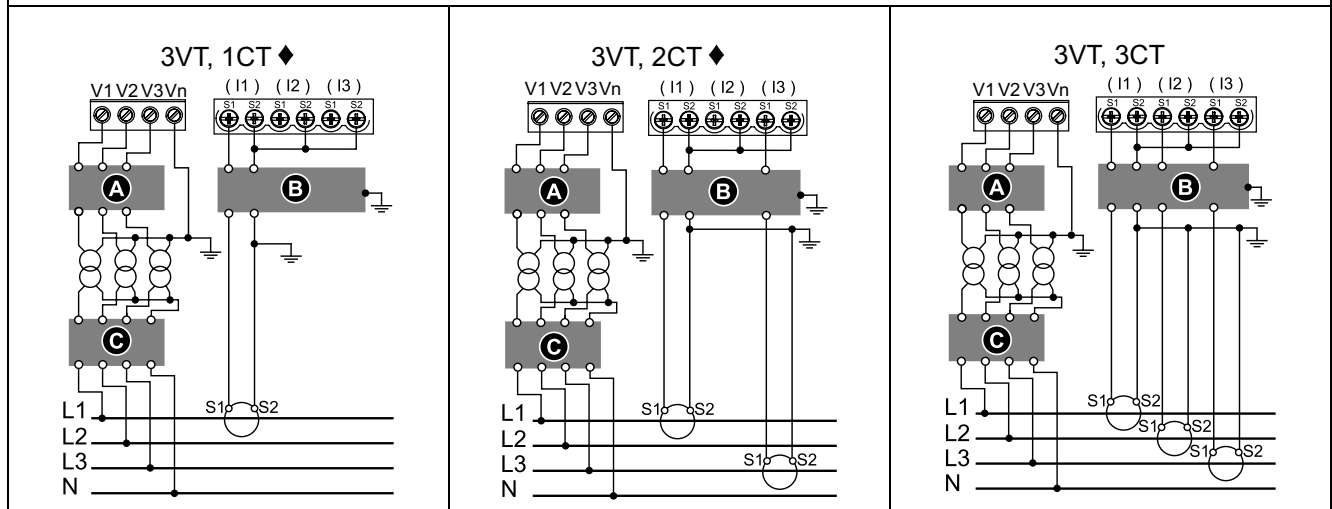 3VT, 1CT ♦
V1 V2 V3 Vn
( I1 ) ( I2 ) ( I3 )
S1 S2 S1 S2 S1 S2
A
B
C
S1 S2
L1
L2
L3
N
3VT, 2CT ♦
V1 V2 V3 Vn
( I1 ) ( I2 ) ( I3 )
S1 S2 S1 S2 S1 S2
A
B
C
S1 S2
L1
L2
L3
S1 S2
N
3VT, 3CT
V1 V2 V3 Vn
( I1 ) ( I2 ) ( I3 )
S1 S2 S1 S2 S1 S2
A
B
C
S1 S2
L1
S1 S2
L2
S1 S2
L3
N